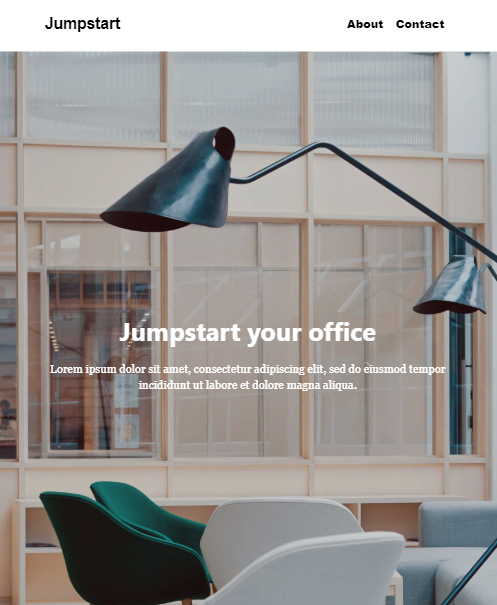 Jumpstart
About Contact
Jumpstart your office
Lorem ipsum dolor sit amet, consectetur adipiscing elit, sed do eiusmod tempor
incididunt ut labore et dolore magna aliqua.